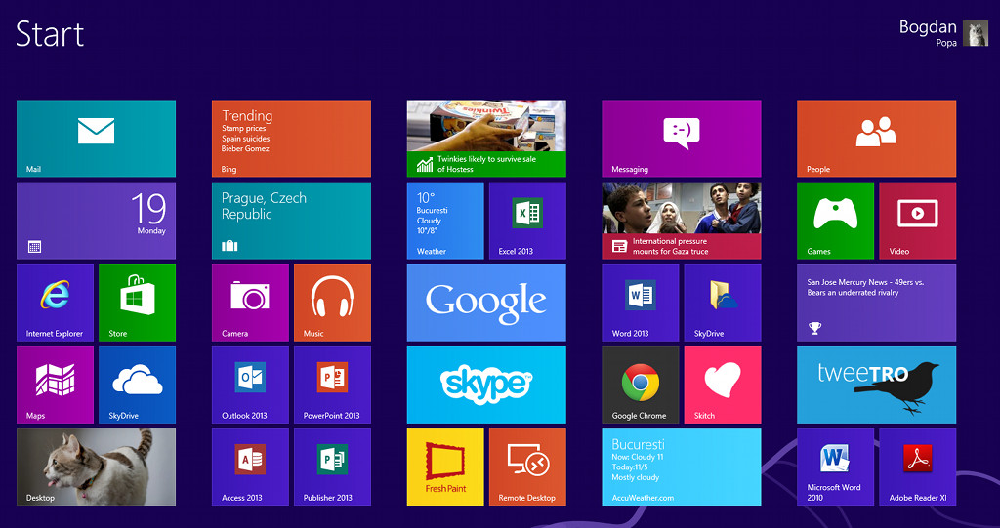 Start
Bogdan
Popa
Mail
19
Monday
Internet Explorer
Store
Maps
SkyDrive
Desktop
Trending
Stamp prices
Spain suicides
Bieber Gomez
Bing
Prague, Czech
Republic
Camera
Music
Outlook 2013
PowerPoint 2013
Access 2013
Publisher 2013
Twinkies
Twinkies likely to survive sale
of Hostess
10°
Bucuresti
Cloudy
10°/8°
Weather
Excel 2013
Google
skype™
Fresh Paint
Remote Desktop
:-)
Messaging
International pressure
mounts for Gaza truce
Word 2013
SkyDrive
Google Chrome
Skitch
Bucuresti
Now: Cloudy 11
Today:11/5
Mostly cloudy
AccuWeather.com
People
Games
Video
San Jose Mercury News - 49ers vs.
Bears an underrated rivalry
tweeTRO
Microsoft Word
2010
Adobe Reader XI